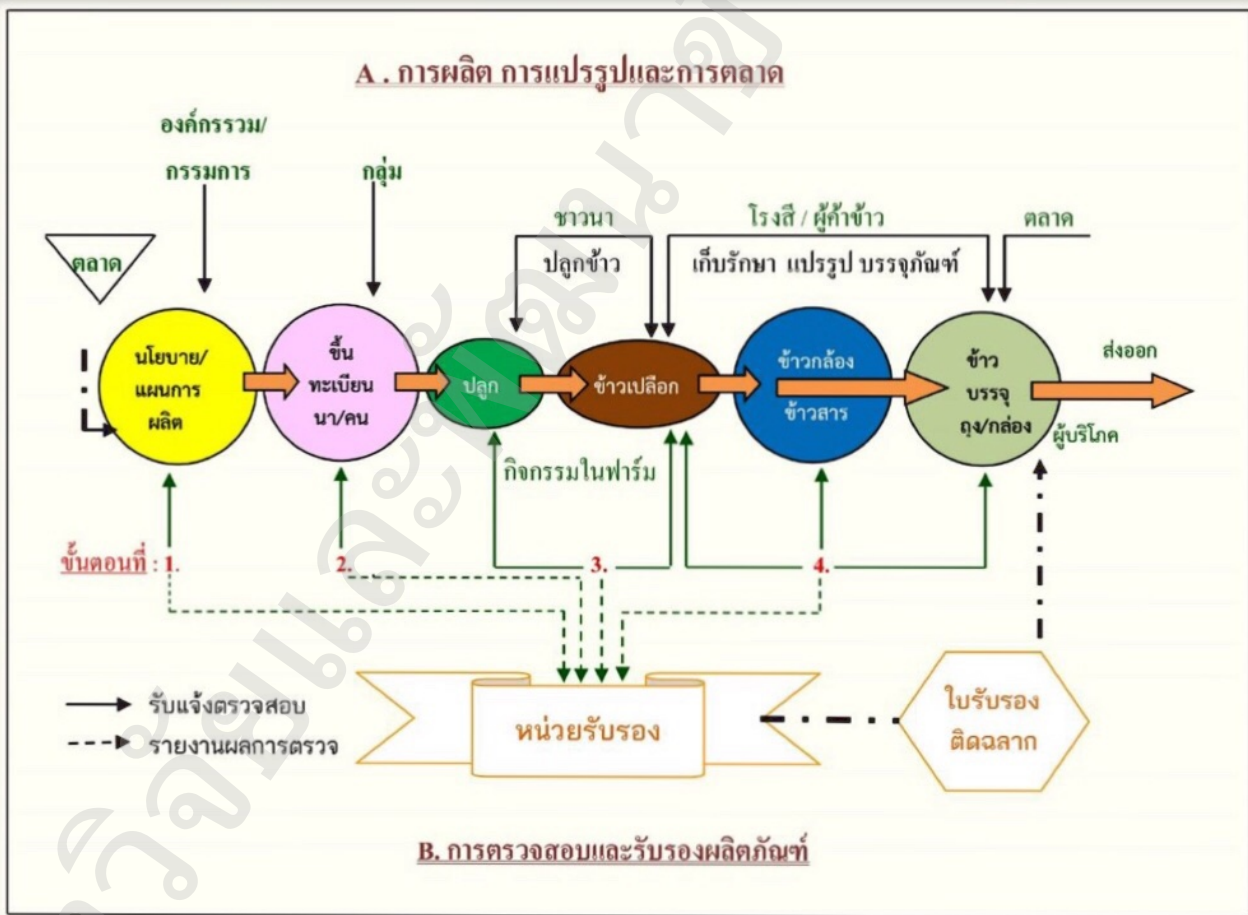 A . การผลิต การแปรรูปและการตลาด
องค์กรรวม/
กรรมการ
กลุ่ม
ชาวนา
ปลูกข้าว
โรงสี / ผู้ค้าข้าว
เก็บรักษา แปรรูป บรรจุภัณฑ์
ตลาด
ตลาด
นโยบาย/
แผนการ
ผลิต
ขึ้น
ทะเบียน
นา/คน
ปลูก
ข้าวเปลือก
ข้าวกล้อง
ข้าวสาร
ข้าว
บรรจุ
ถุง/กล่อง
ส่งออก
ผู้บริโภค
กิจกรรมในฟาร์ม
ขั้นตอนที่ : 1. 2. 3. 4.
รับแจ้งตรวจสอบ
รายงานผลการตรวจ
หน่วยรับรอง
ใบรับรอง
ติดฉลาก
B. การตรวจสอบและรับรองผลิตภัณฑ์